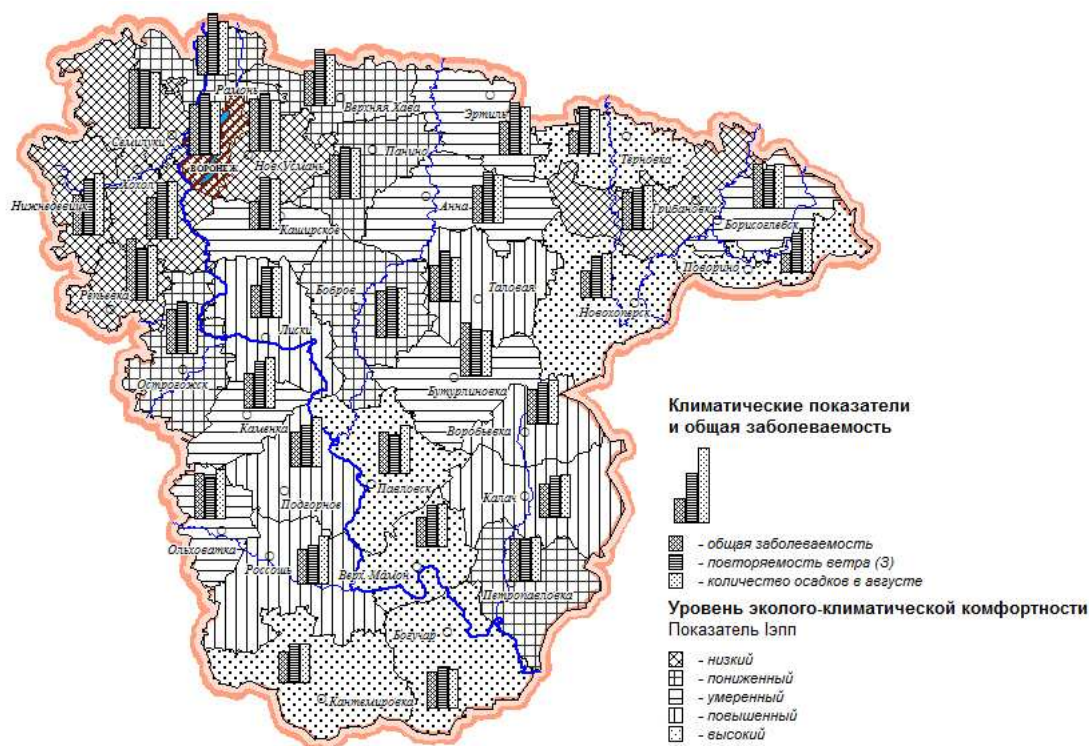 Рамонь
Верхняя Хава
Эртиль
Семилуки
Терновка
Панино
ВОРОНЕЖ
Нов. Усмань
Хохол
Нижнедевицк
Анна
Грибановка
Борисоглебск
Каширское
Поворино
Репьевка
Бобров
Таловая
Новохоперск
Лиски
Острогожск
Бутурлиновка
Каменка
Воробьевка
Павловск
Калач
Подгорное
Ольховатка
Россошь
Верх. Мамон
Петропавловка
Богучар
Кантемировка
Климатические показатели
и общая заболеваемость
- общая заболеваемость
- повторяемость ветра (З)
- количество осадков в августе
Уровень эколого-климатической комфортности
Показатель Iэпп
- низкий
- пониженный
- умеренный
- повышенный
- высокий